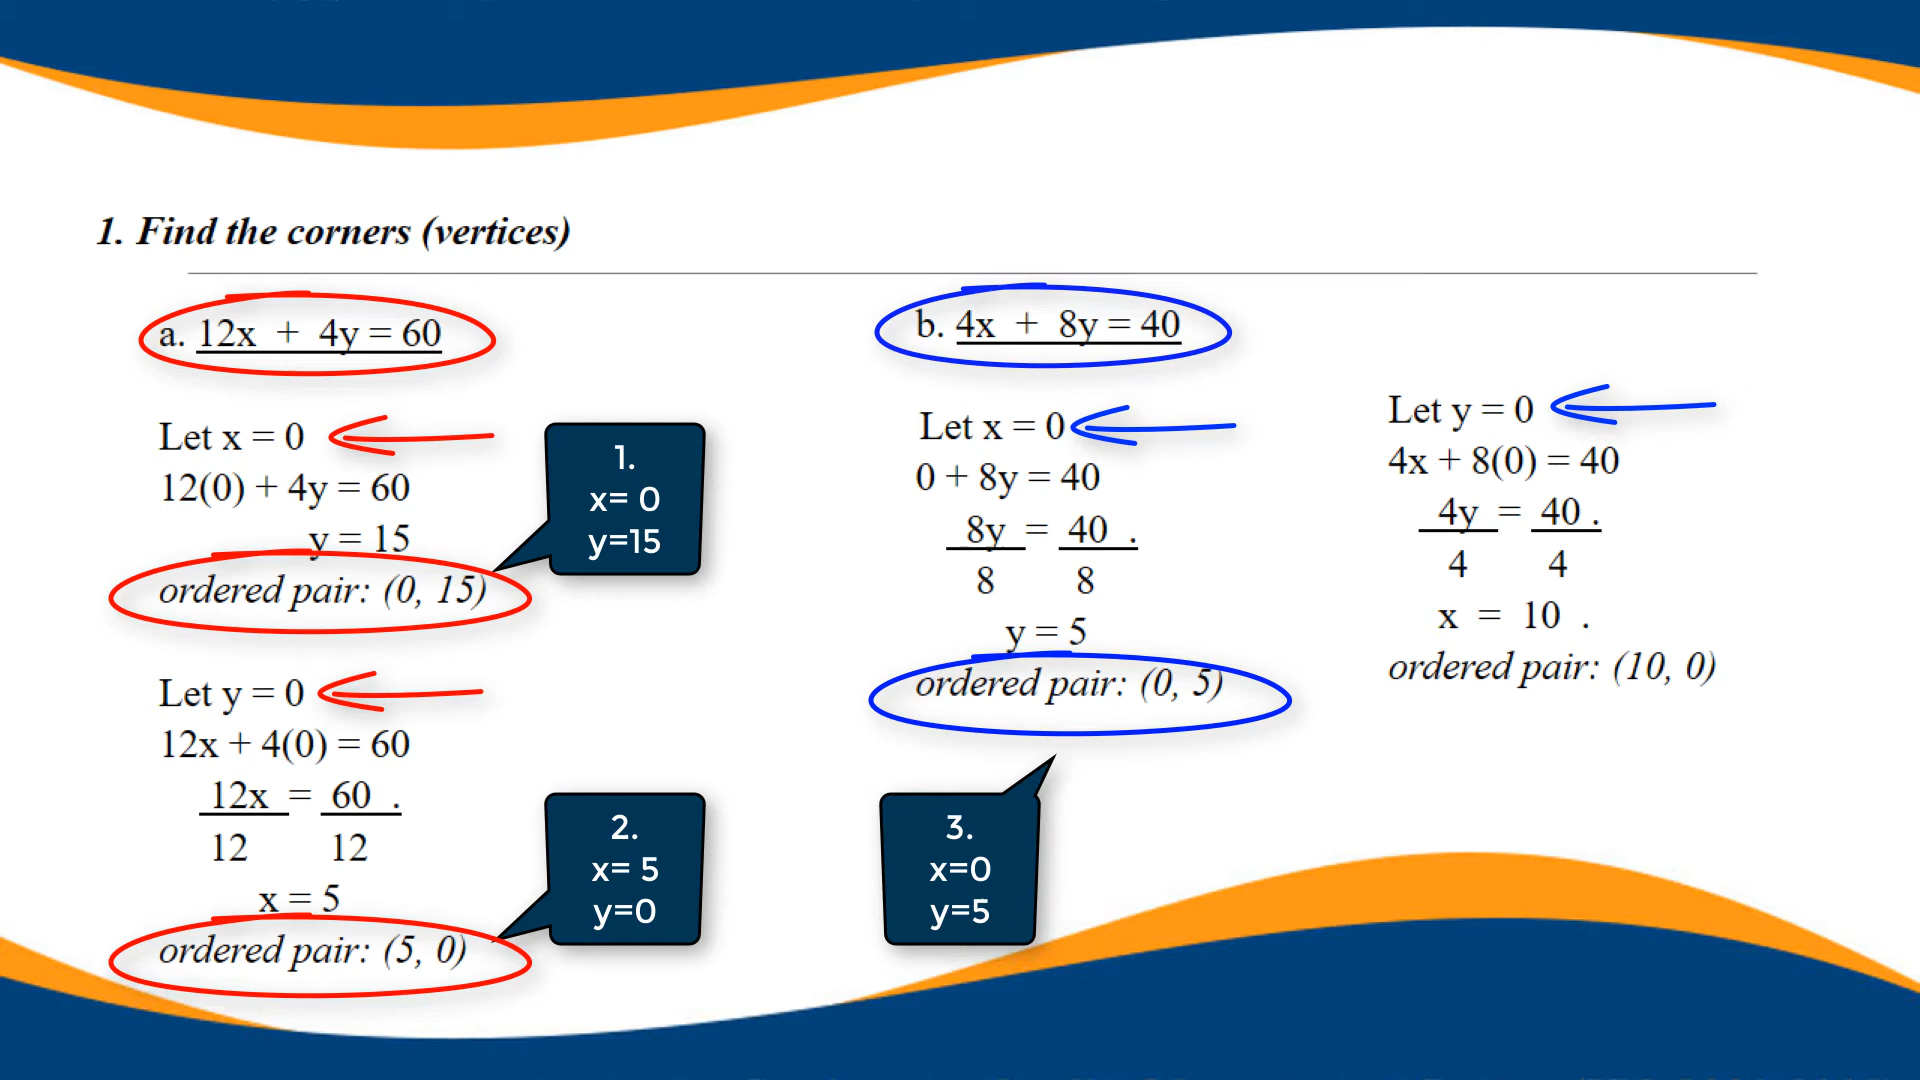 1. Find the corners (vertices)
a. 12x + 4y = 60
Let x = 0
12(0) + 4y = 60
y = 15
ordered pair: (0, 15)
1.
x= 0
y=15
Let y = 0
12x + 4(0) = 60
12x = 60 .
12 12
x = 5
ordered pair: (5, 0)
2.
x= 5
y=0
b. 4x + 8y = 40
Let x = 0
0 + 8y = 40
8y = 40 .
8 8
y = 5
ordered pair: (0, 5)
3.
x=0
y=5
Let y = 0
4x + 8(0) = 40
4y = 40 .
4 4
x = 10 .
ordered pair: (10, 0)